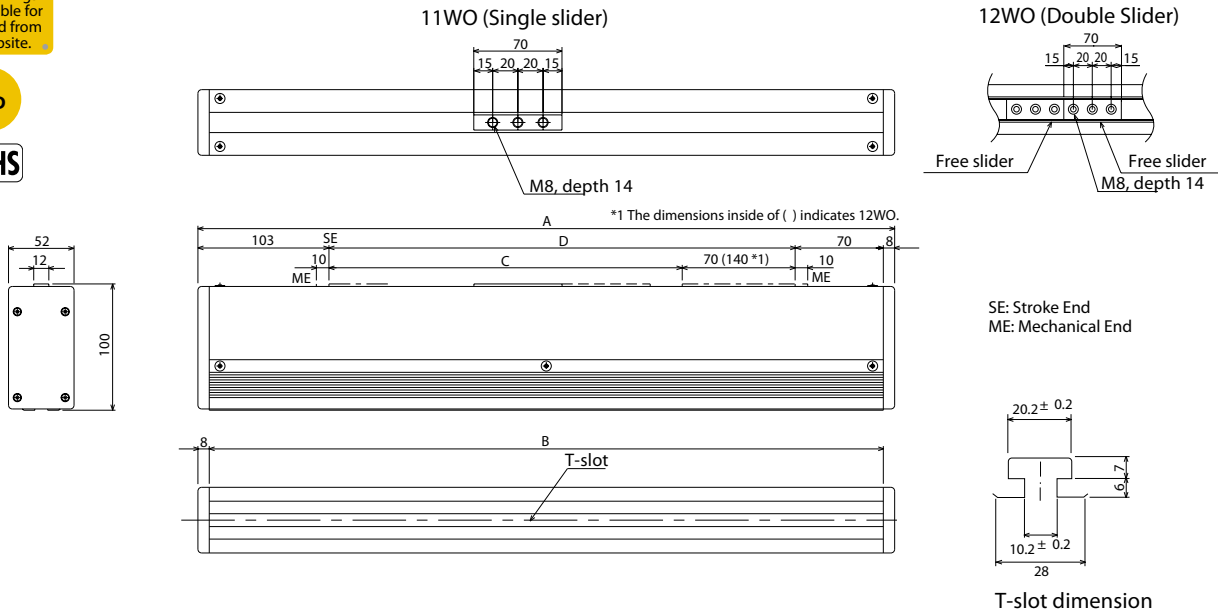 ble for
d from
site.
11WO (Single slider)
70
15 20 20 15
M8, depth 14
12WO (Double Slider)
70
15 20 20 15
Free slider
Free slider
M8, depth 14
HS
*1 The dimensions inside of ( ) indicates 12WO.
A
103 SE D 70 8
10 C 70 (140 *1) 10
ME ME
52
12
100
SE: Stroke End
ME: Mechanical End
8 B
T-slot
20.2 ± 0.2
7
6
10.2 ± 0.2
28
T-slot dimension